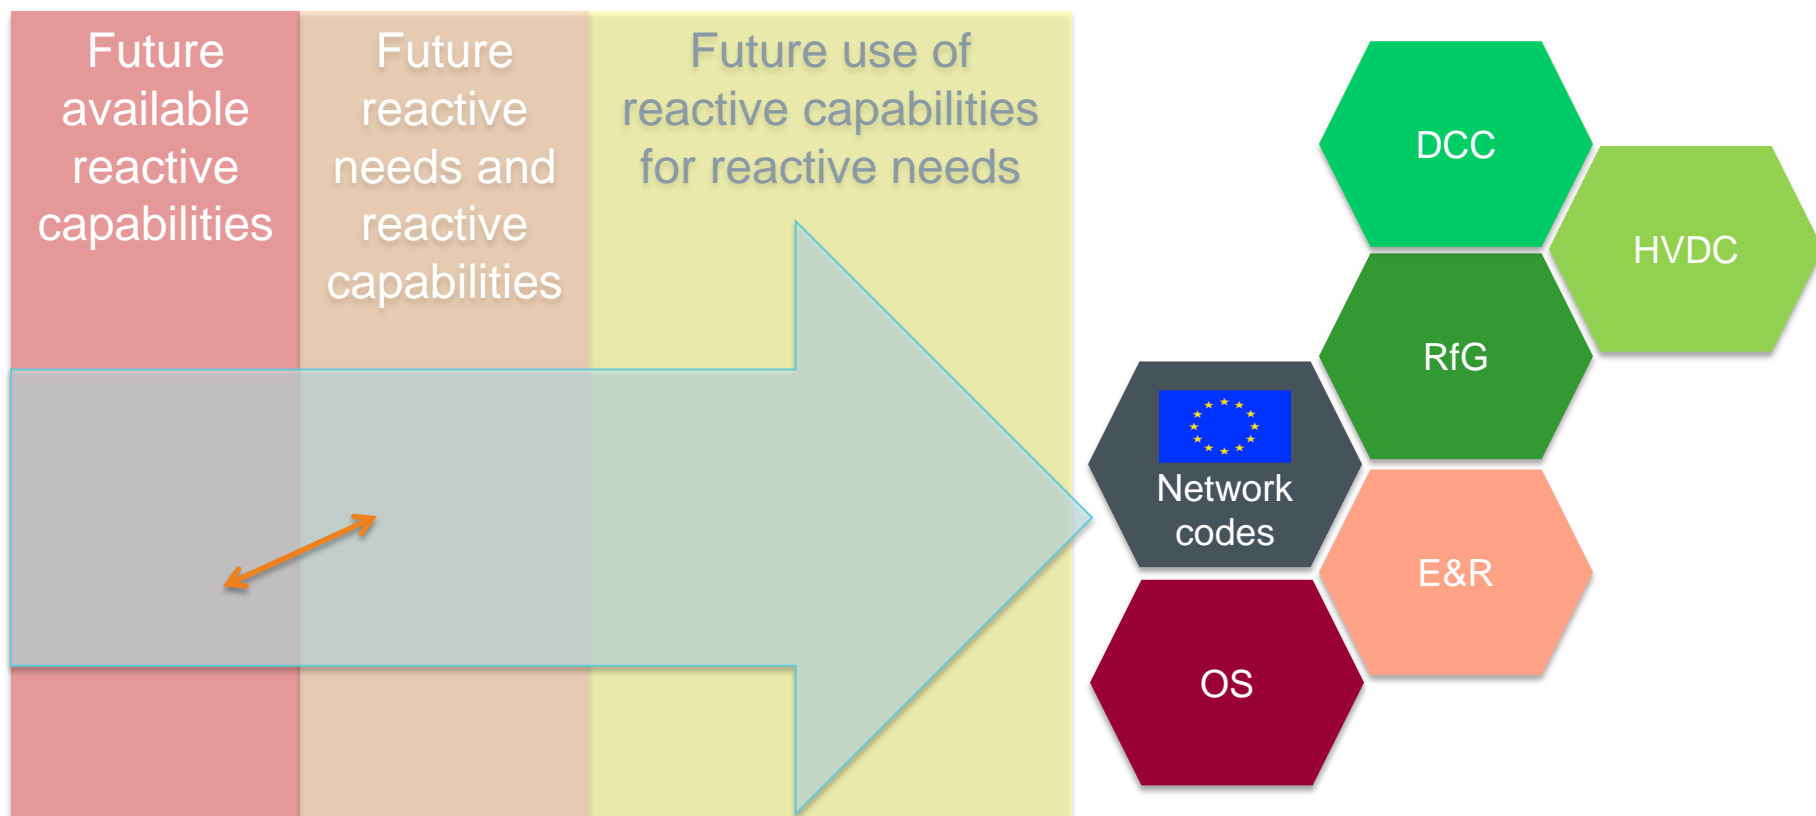 Future
available
reactive
capabilities
Future
reactive
needs and
reactive
capabilities
Future use of
reactive capabilities
for reactive needs
DCC
HVDC
RfG
Network
codes
E&R
OS